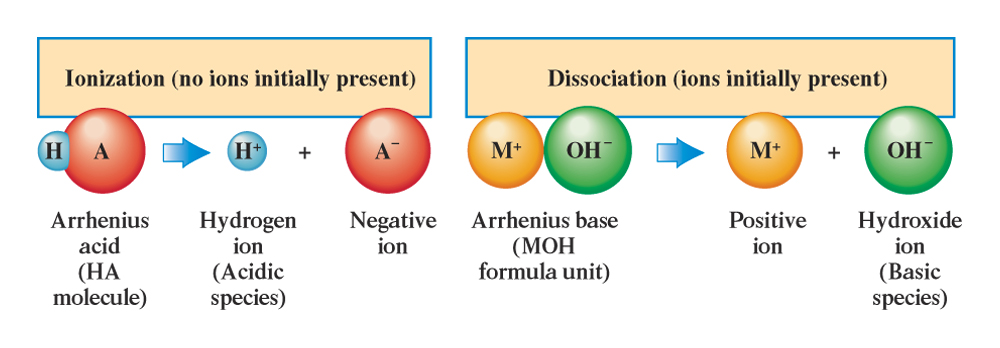 Ionization (no ions initially present)
H A
H+
+
A−
Arrhenius
acid
(HA
molecule)
Hydrogen
ion
(Acidic
species)
Negative
ion
Dissociation (ions initially present)
M+ OH−
M+
+
OH−
Arrhenius base
(MOH
formula unit)
Positive
ion
Hydroxide
ion
(Basic
species)